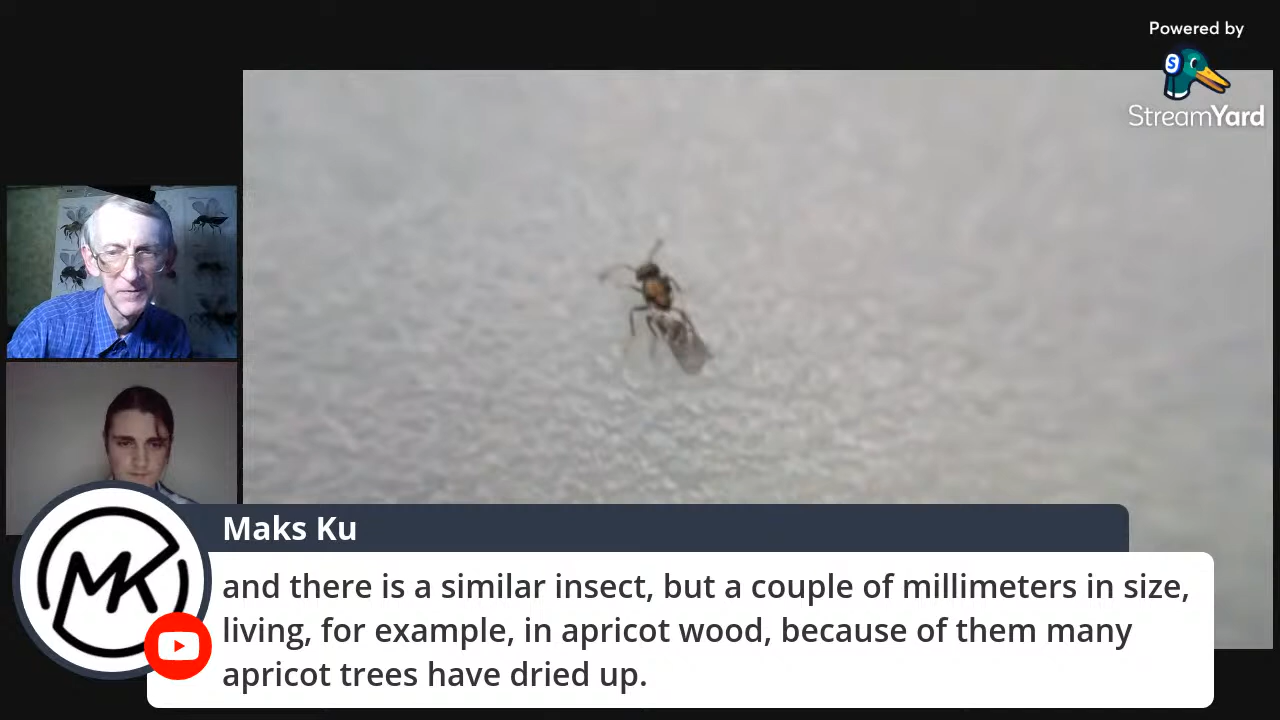 Powered by
S
StreamYard
MK
Maks Ku
and there is a similar insect, but a couple of millimeters in size,
living, for example, in apricot wood, because of them many
apricot trees have dried up.